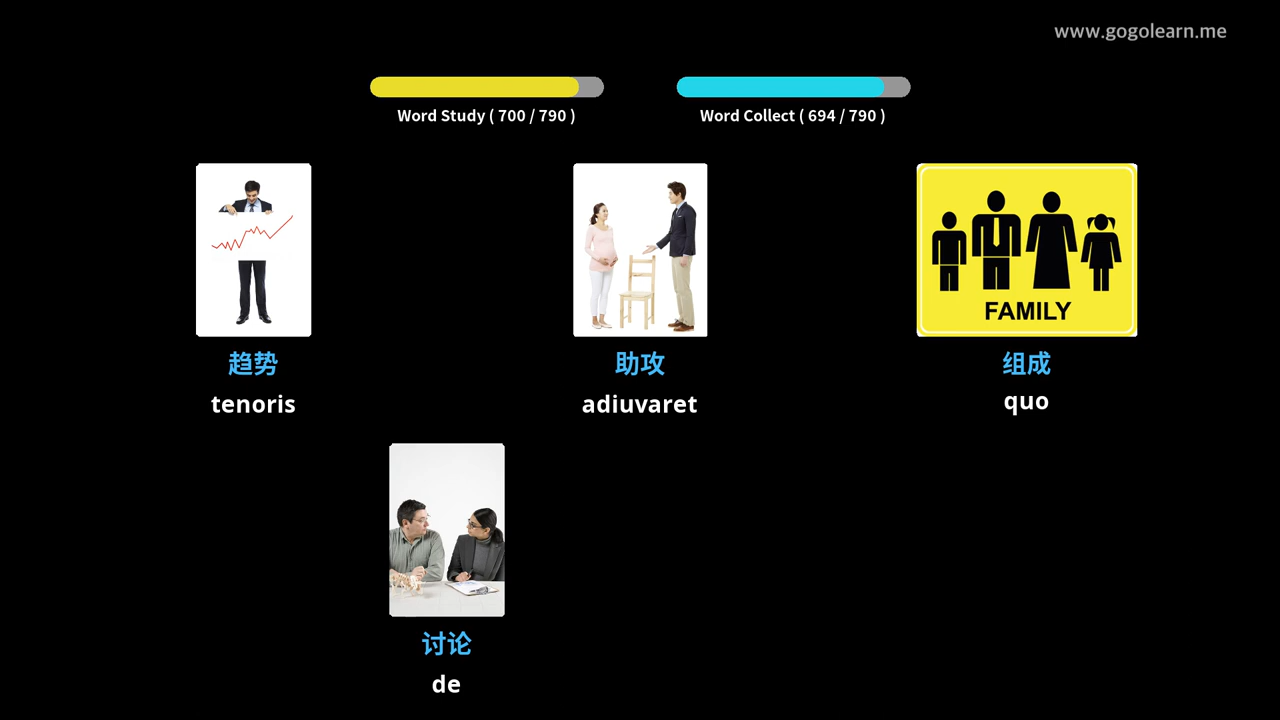 www.gogolearn.me
Word Study ( 700 / 790 )
Word Collect ( 694 / 790 )
FAMILY
趋势
助攻
组成
tenoris
adiuvaret
quo
讨论
de